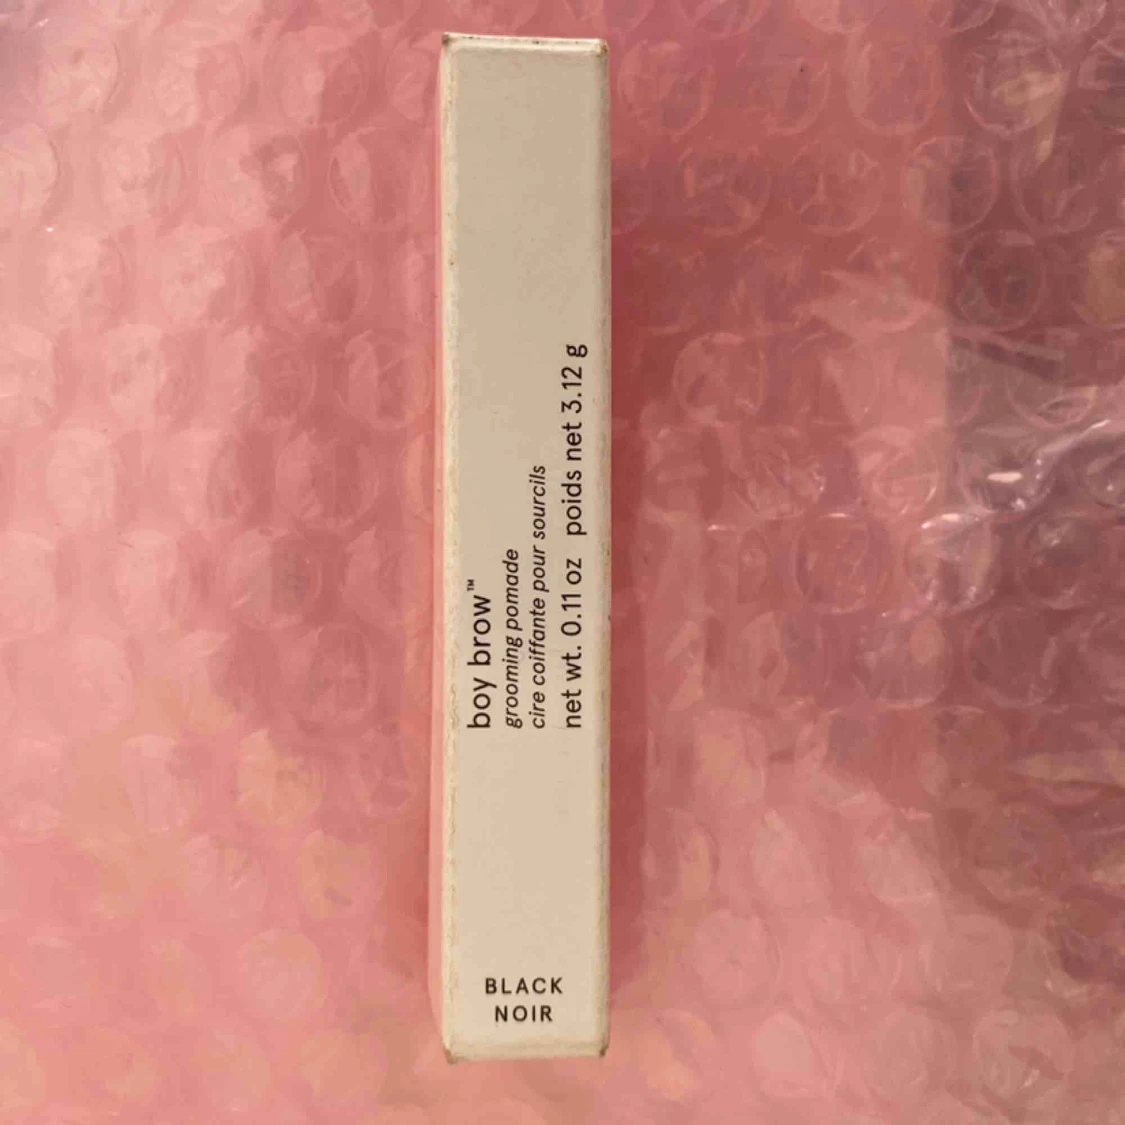 boy brow™
grooming pomade
cire coiffante pour sourcils
net wt. 0.11 oz poids net 3.12 g
BLACK
NOIR